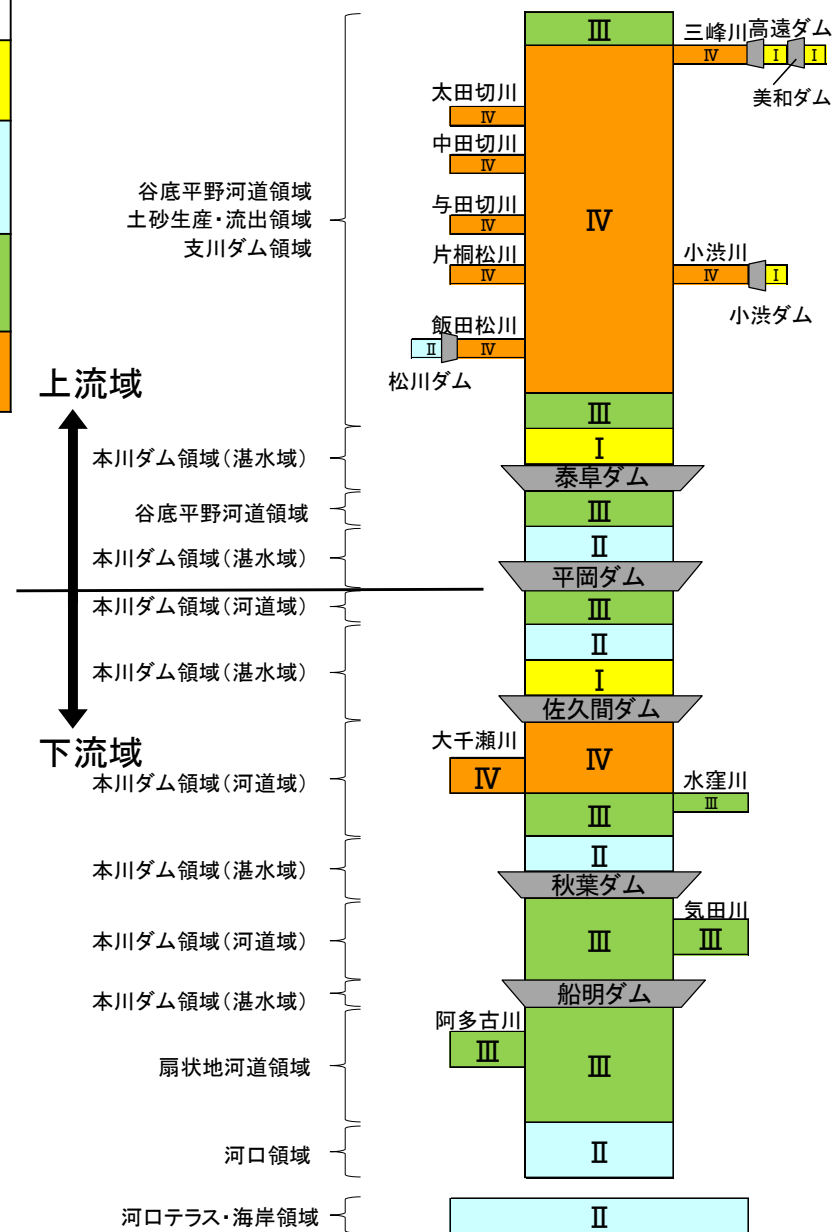 Ⅲ
三峰川 高遠ダム
Ⅳ Ⅰ Ⅰ
美和ダム
太田切川
Ⅳ
中田切川
Ⅳ
谷底平野河道領域
土砂生産・流出領域
支川ダム領域
与田切川
Ⅳ
Ⅳ
片桐松川
Ⅳ
小渋川
Ⅳ Ⅰ
小渋ダム
飯田松川
Ⅱ Ⅳ
松川ダム
上流域
Ⅲ
本川ダム領域(湛水域)
Ⅰ
泰阜ダム
谷底平野河道領域
Ⅲ
本川ダム領域(湛水域)
Ⅱ
平岡ダム
本川ダム領域(河道域)
Ⅲ
Ⅱ
本川ダム領域(湛水域)
Ⅰ
佐久間ダム
下流域
大千瀬川
Ⅳ
Ⅳ
本川ダム領域(河道域)
水窪川
Ⅲ
Ⅲ
本川ダム領域(湛水域)
Ⅱ
秋葉ダム
気田川
Ⅲ
本川ダム領域(河道域)
Ⅲ
本川ダム領域(湛水域)
船明ダム
阿多古川
Ⅲ
扇状地河道領域
Ⅲ
河口領域
Ⅱ
河口テラス・海岸領域
Ⅱ